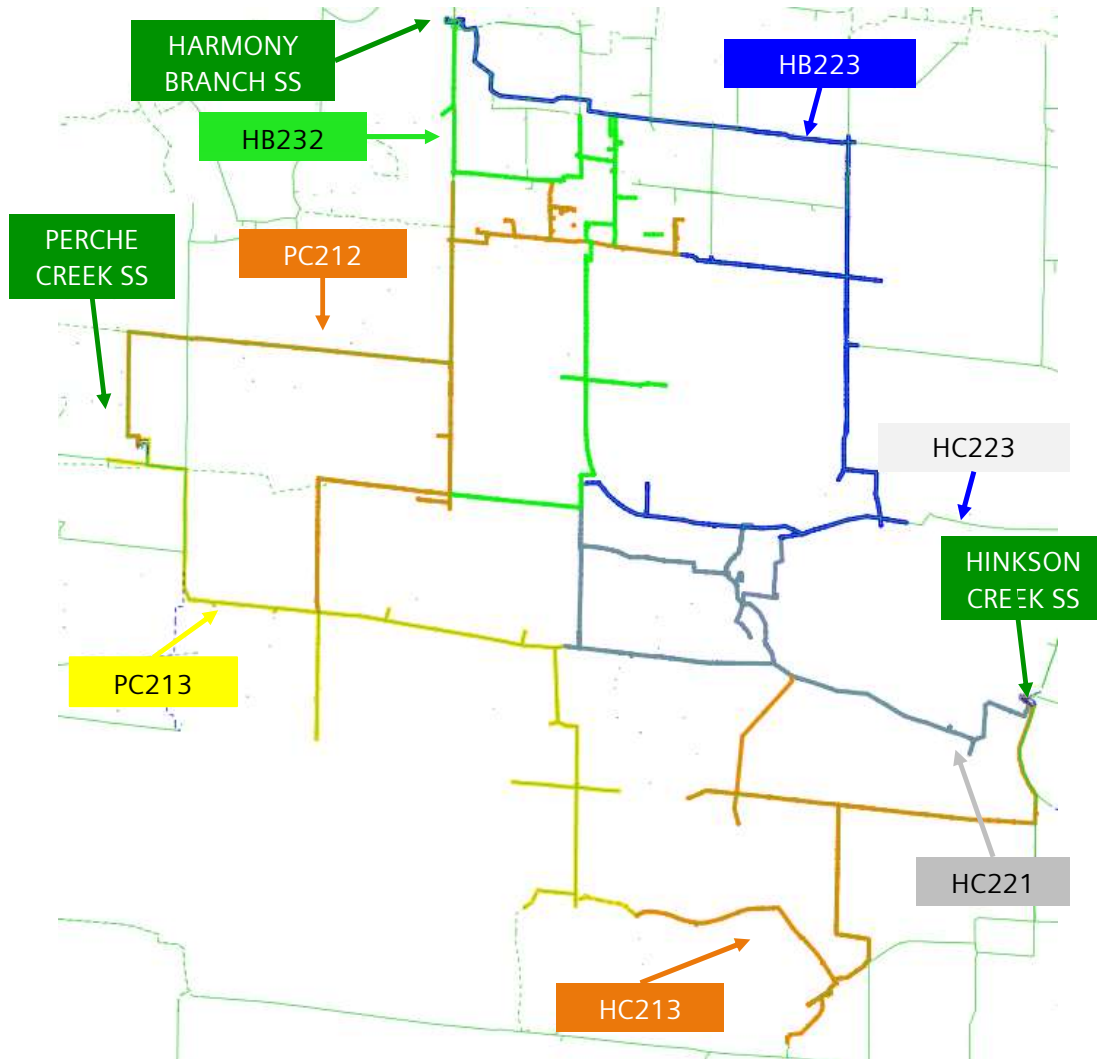 HARMONY
BRANCH SS
HB223
HB232
PERCHE
CREEK SS
PC212
HC223
HINKSON
CREEK SS
PC213
HC221
HC213